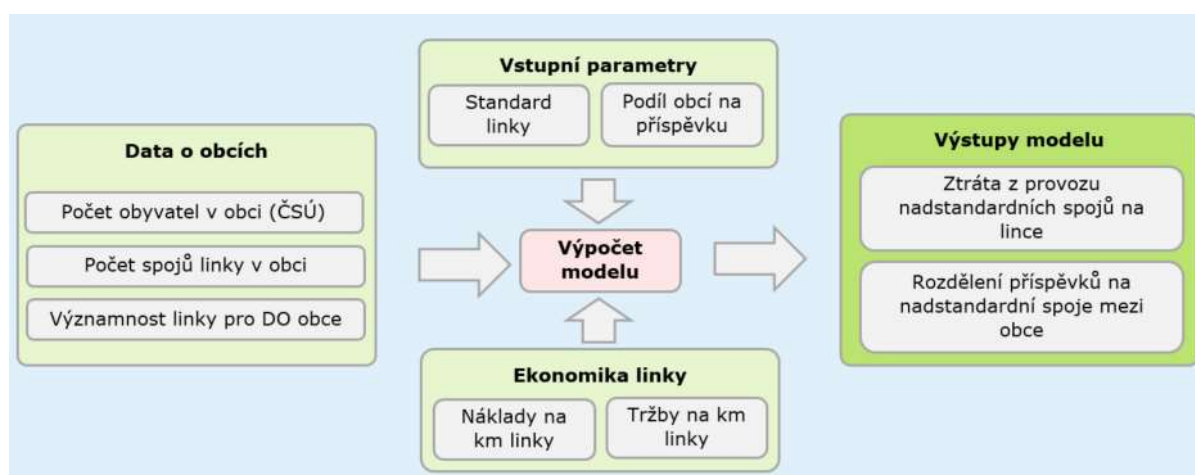 Data o obcích
Počet obyvatel v obci (ČSÚ)
Počet spojů linky v obci
Významnost linky pro DO obce
Vstupní parametry
Standard
linky
Podíl obcí na
příspěvku
Výpočet
modelu
Ekonomika linky
Náklady na
km linky
Tržby na km
linky
Výstupy modelu
Ztráta z provozu
nadstandardních spojů na
lince
Rozdělení příspěvků na
nadstandardní spoje mezi
obce